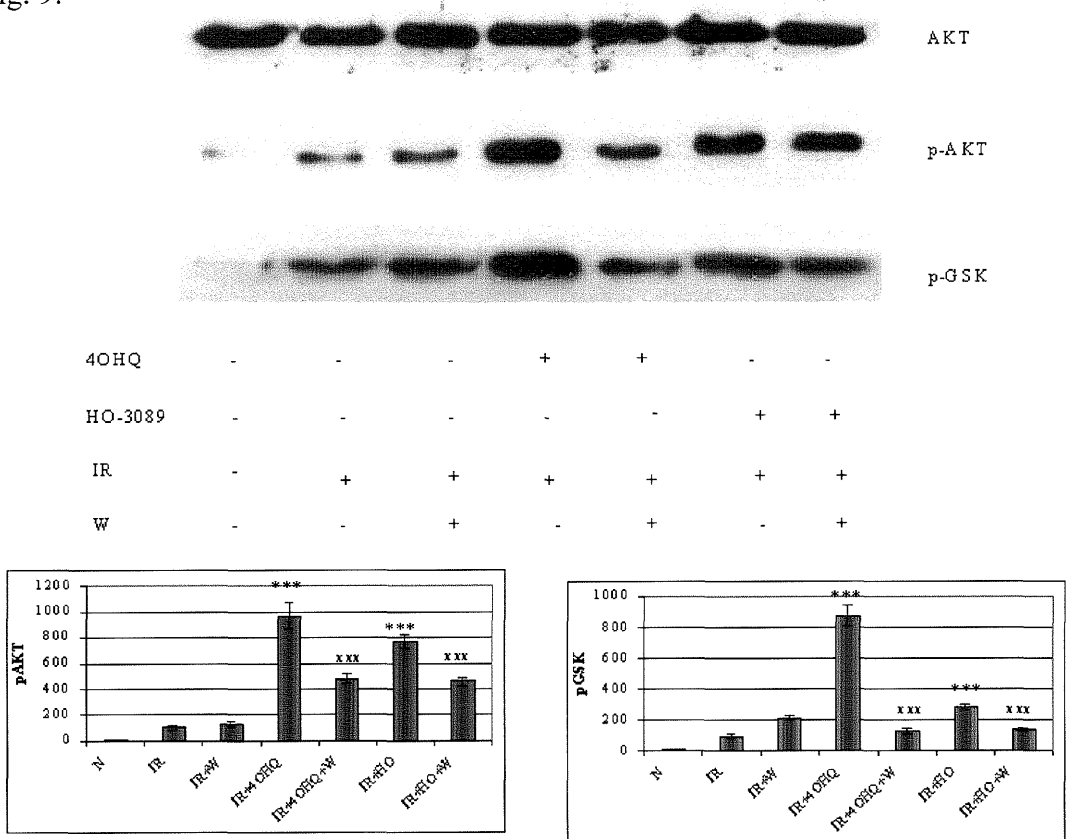 AKT
p-AKT
p-GSK
4OHQ - - - + + - -
HO-3089 - - - - - + +
IR - + + + + + +
W - - + - + - +
1200
1000
800
600
400
200
0
pAKT
***
xxx
***
xxx
N
IR
IR+W
IR+4OHQ
IR+4OHQ+W
IR+HO
IR+HO+W
1000
800
600
400
200
0
pGSK
***
xxx
***
xxx
N
IR
IR+W
IR+4OHQ
IR+4OHQ+W
IR+HO
IR+HO+W